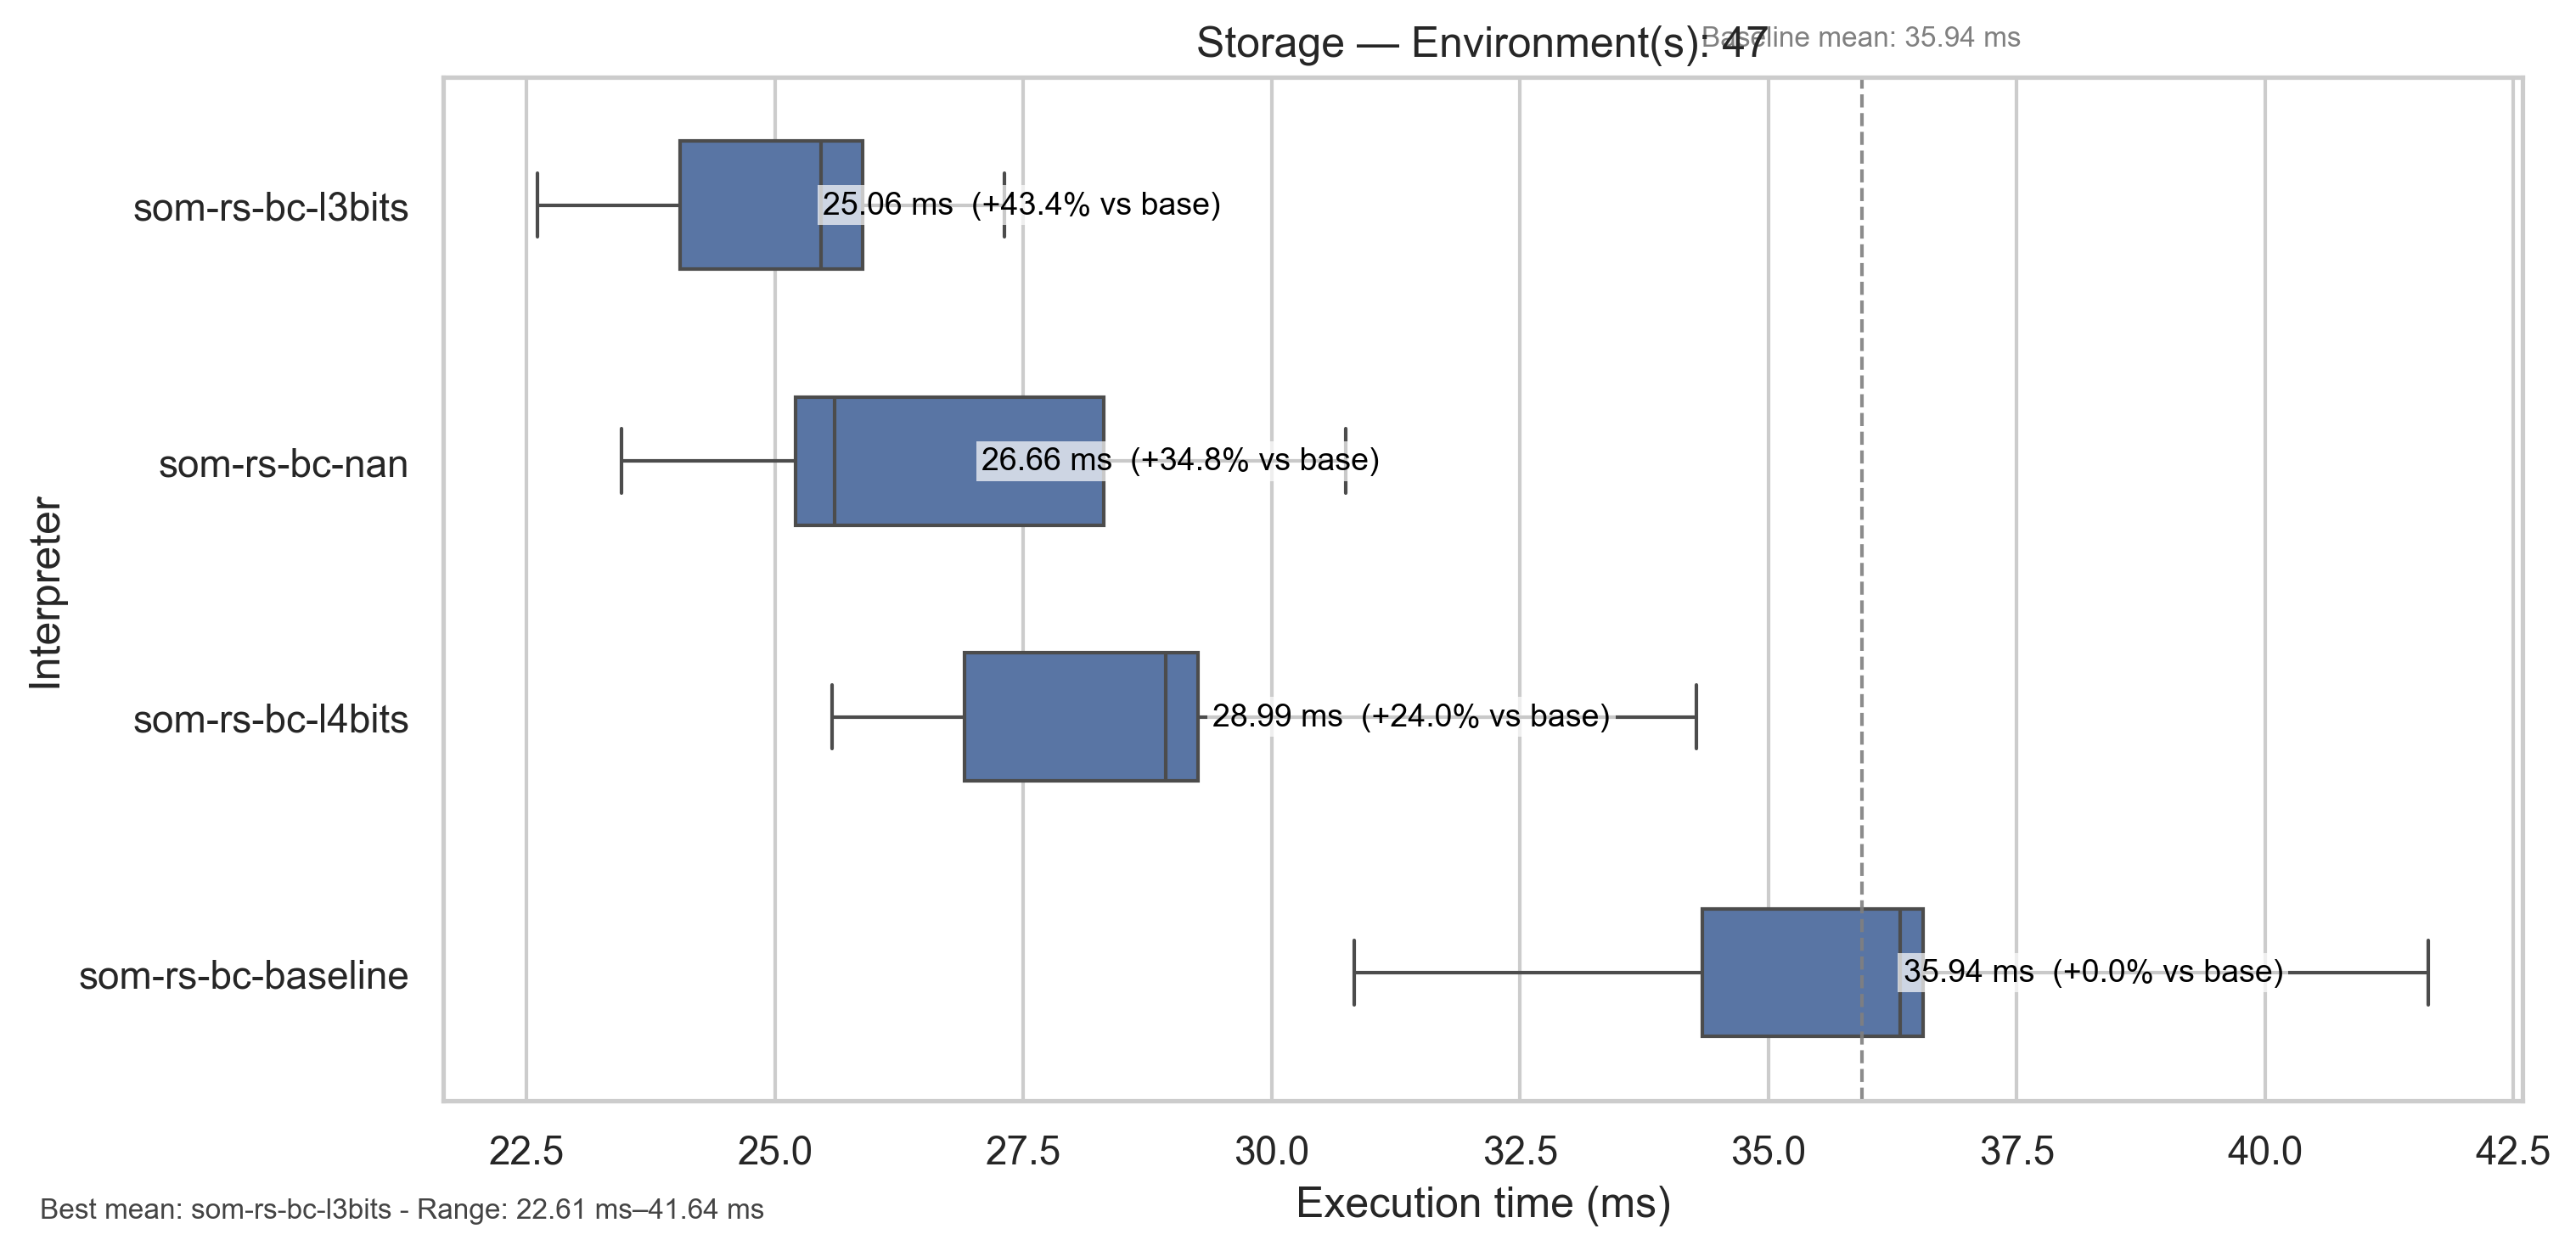 Storage — Environment(s): 47
Baseline mean: 35.94 ms
som-rs-bc-l3bits
25.06 ms  (+43.4% vs base)
som-rs-bc-nan
26.66 ms  (+34.8% vs base)
som-rs-bc-l4bits
28.99 ms  (+24.0% vs base)
som-rs-bc-baseline
35.94 ms  (+0.0% vs base)
Interpreter
22.5 25.0 27.5 30.0 32.5 35.0 37.5 40.0 42.5
Execution time (ms)
Best mean: som-rs-bc-l3bits - Range: 22.61 ms–41.64 ms